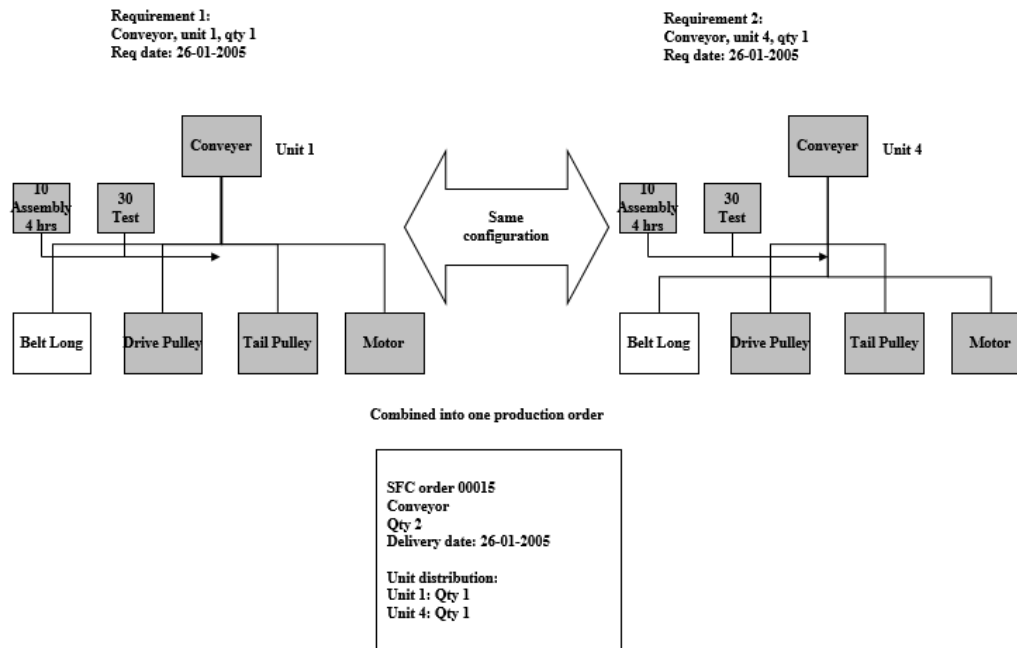 Requirement 1:
Conveyor, unit 1, qty 1
Req date: 26-01-2005
Requirement 2:
Conveyor, unit 4, qty 1
Req date: 26-01-2005
Conveyer
Unit 1
10
Assembly
4 hrs
30
Test
Belt Long
Drive Pulley
Tail Pulley
Motor
Same
configuration
Conveyer
Unit 4
10
Assembly
4 hrs
30
Test
Belt Long
Drive Pulley
Tail Pulley
Motor
Combined into one production order
SFC order 00015
Conveyor
Qty 2
Delivery date: 26-01-2005
Unit distribution:
Unit 1: Qty 1
Unit 4: Qty 1